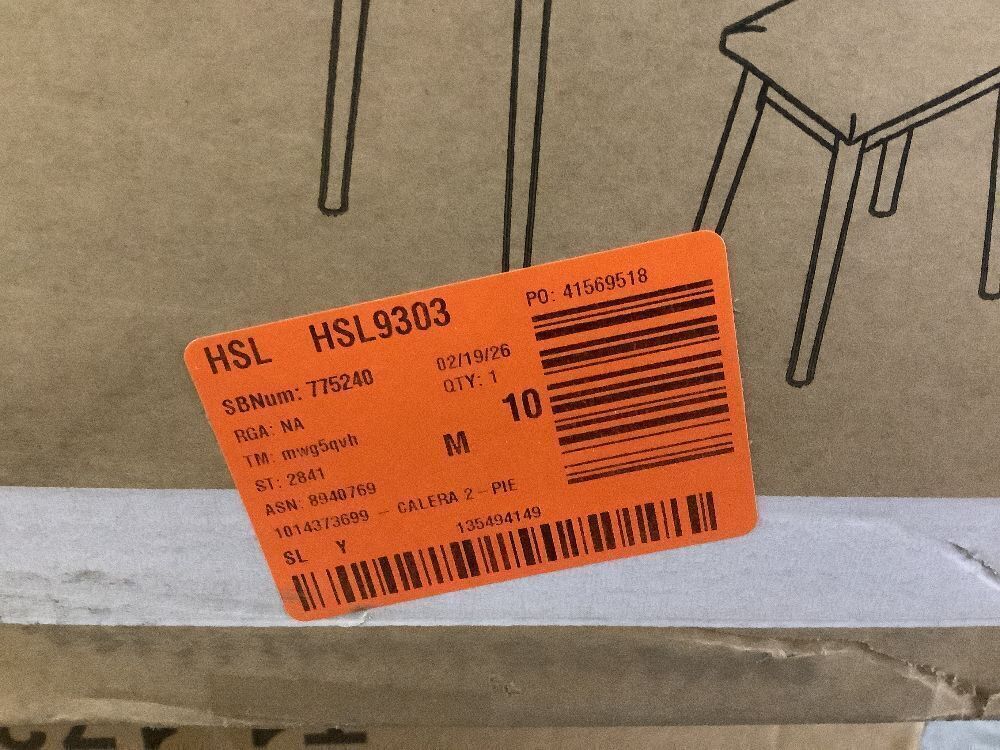 HSL HSL9303
PO: 41569518
SBNum: 775240
02/19/26
RGA: NA
QTY: 1
TM: mwg5qvh
M
10
ST: 2841
ASN: 8940769
1014373699 - CALERA 2 - PIE
SL Y
135494149